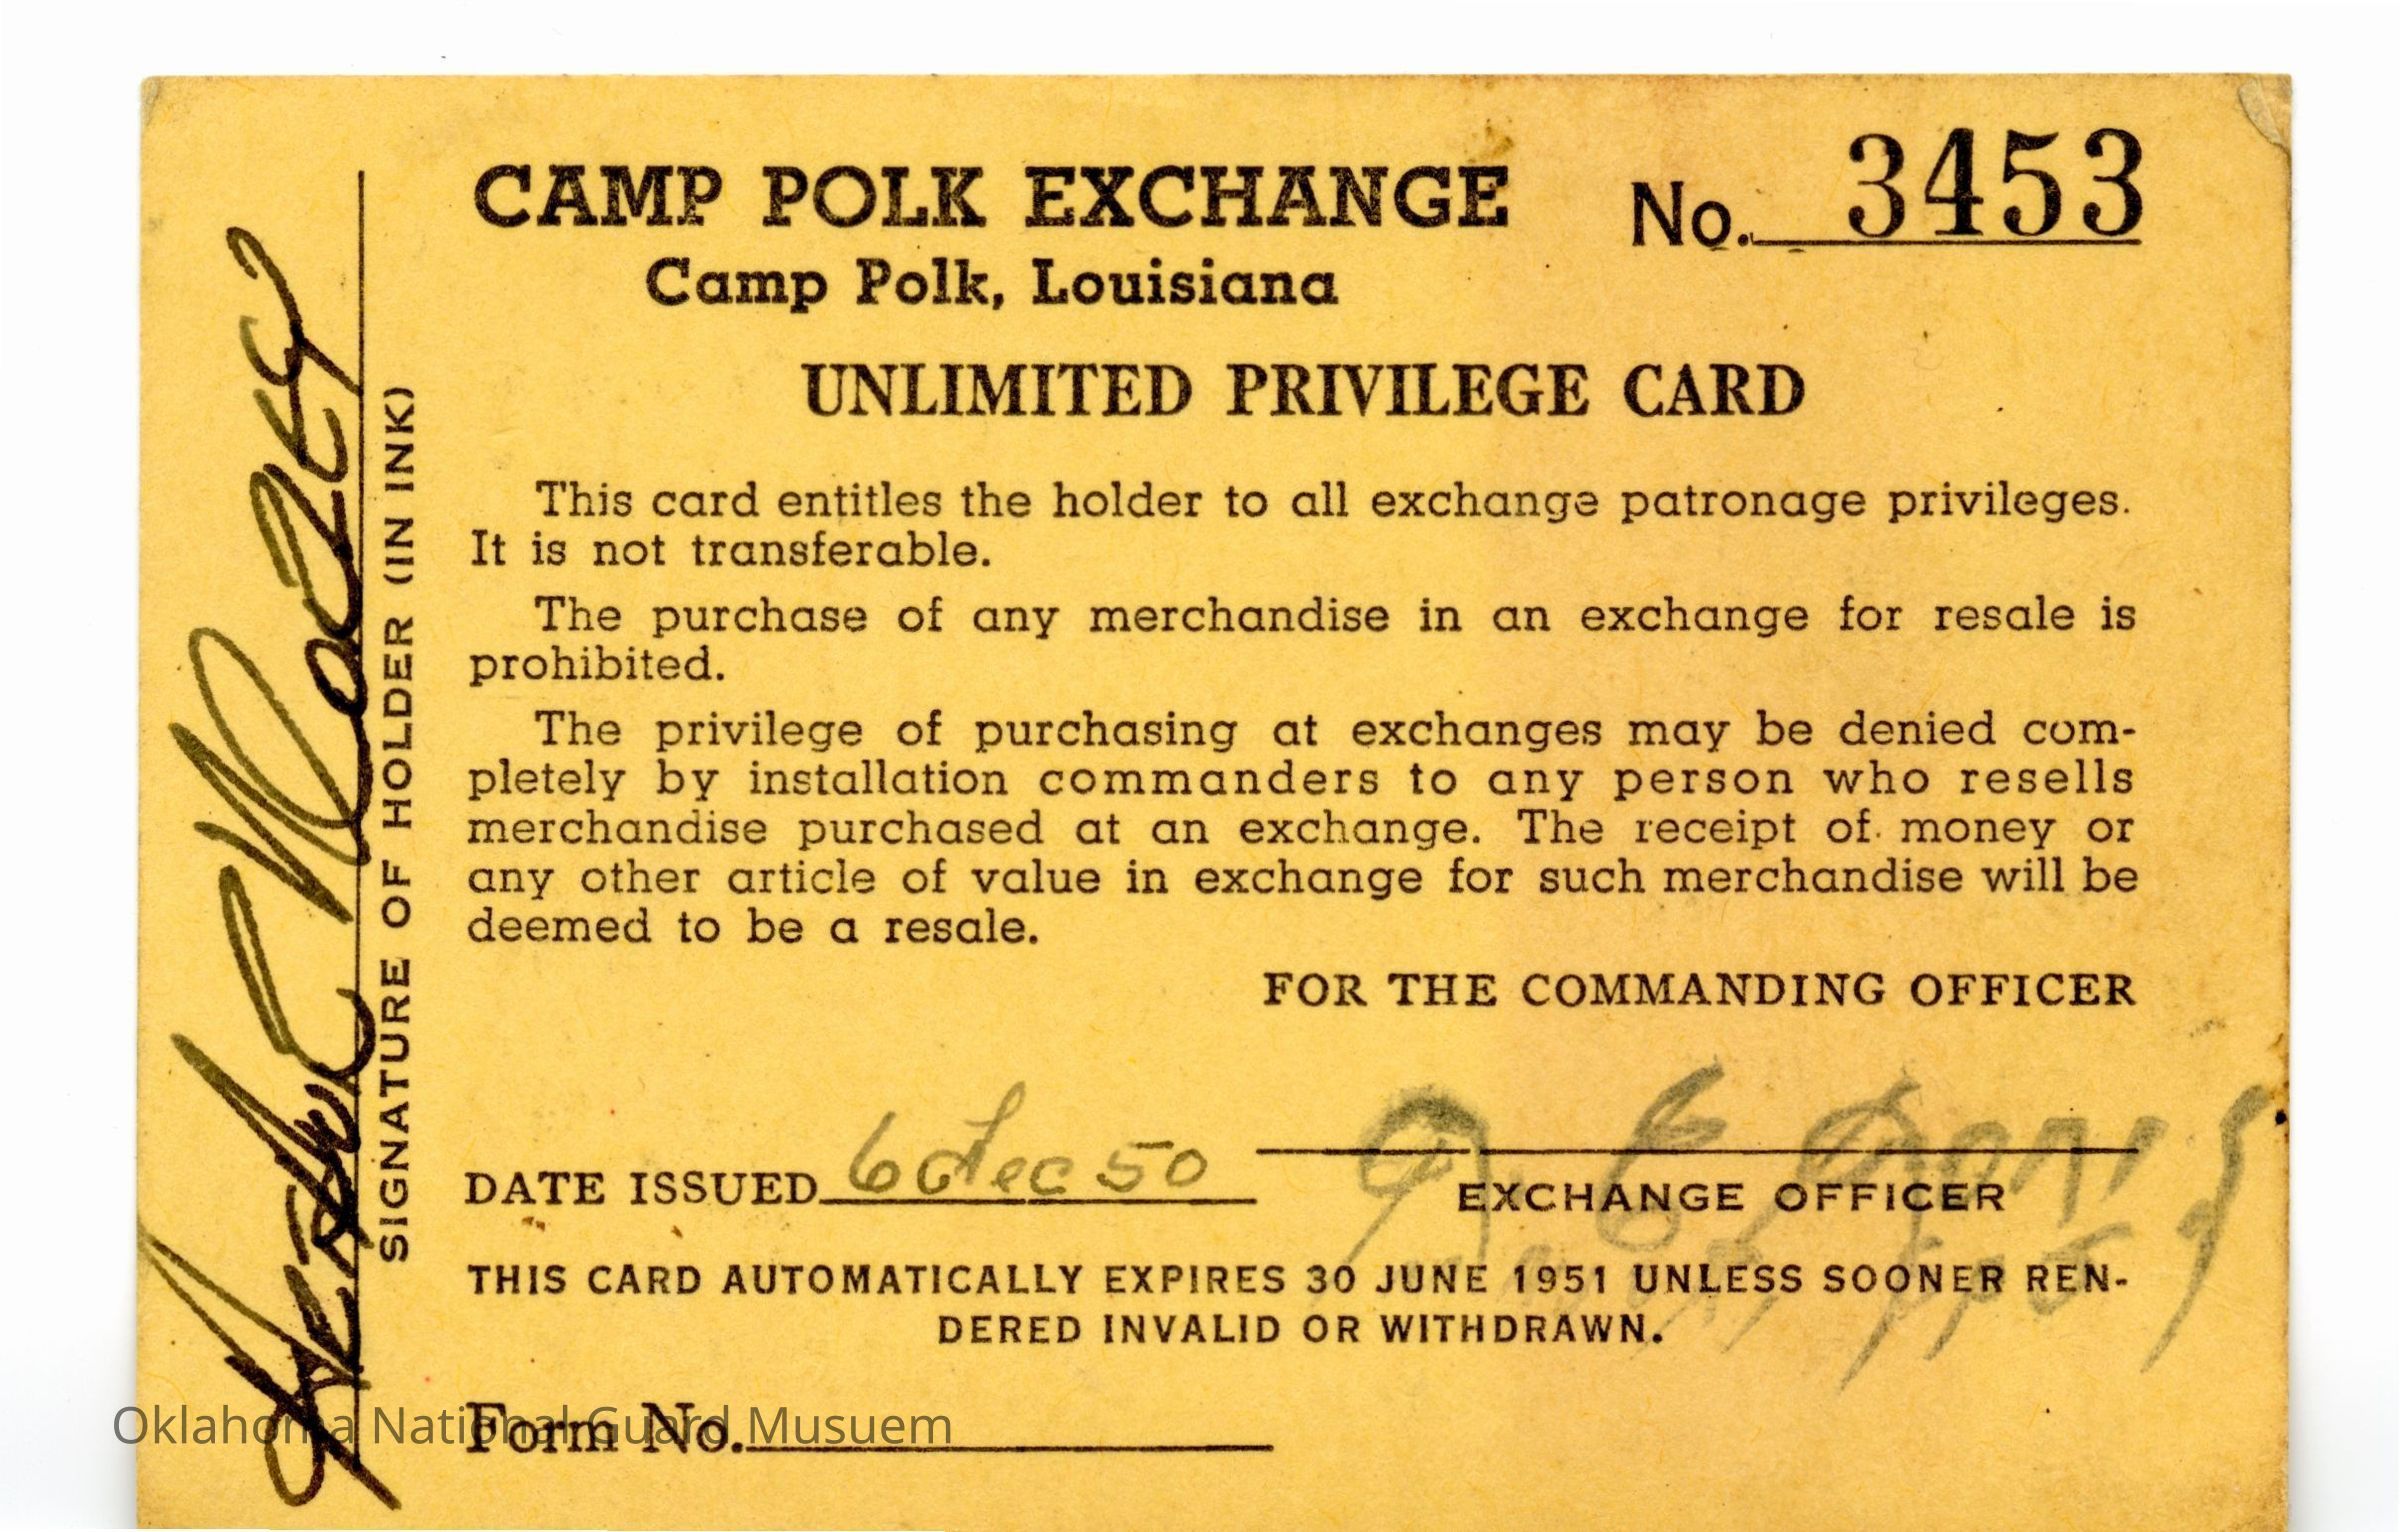 CAMP POLK EXCHANGE
No. 3453
Camp Polk, Louisiana
UNLIMITED PRIVILEGE CARD
This card entitles the holder to all exchange patronage privileges.
It is not transferable.
The purchase of any merchandise in an exchange for resale is
prohibited.
The privilege of purchasing at exchanges may be denied com-
pletely by installation commanders to any person who resells
merchandise purchased at an exchange. The receipt of money or
any other article of value in exchange for such merchandise will be
deemed to be a resale.
FOR THE COMMANDING OFFICER
DATE ISSUED 6 Dec 50
EXCHANGE OFFICER
THIS CARD AUTOMATICALLY EXPIRES 30 JUNE 1951 UNLESS SOONER REN-
DERED INVALID OR WITHDRAWN.
Form No.
SIGNATURE OF HOLDER (IN INK)
Oklahoma National Guard Musuem